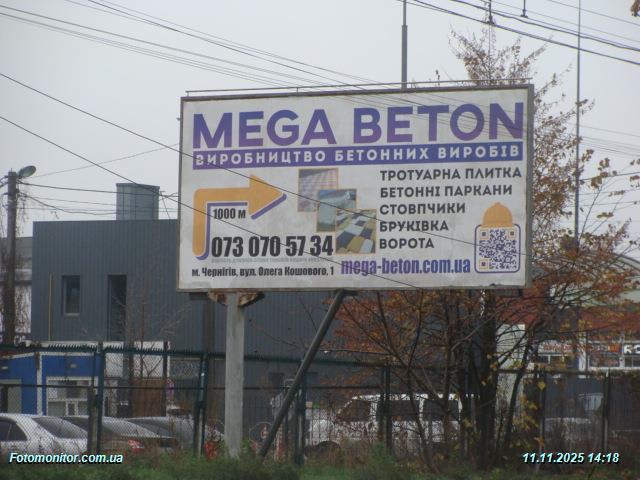 MEGA BETON
ВИРОБНИЦТВО БЕТОННИХ ВИРОБІВ
ТРОТУАРНА ПЛИТКА
БЕТОННІ ПАРКАНИ
СТОВПЧИКИ
БРУКІВКА
ВОРОТА
1000 м
073 070 57 34
м. Чернігів, вул. Олега Кошового, 1
mega-beton.com.ua
Fotomonitor.com.ua
11.11.2025 14:18